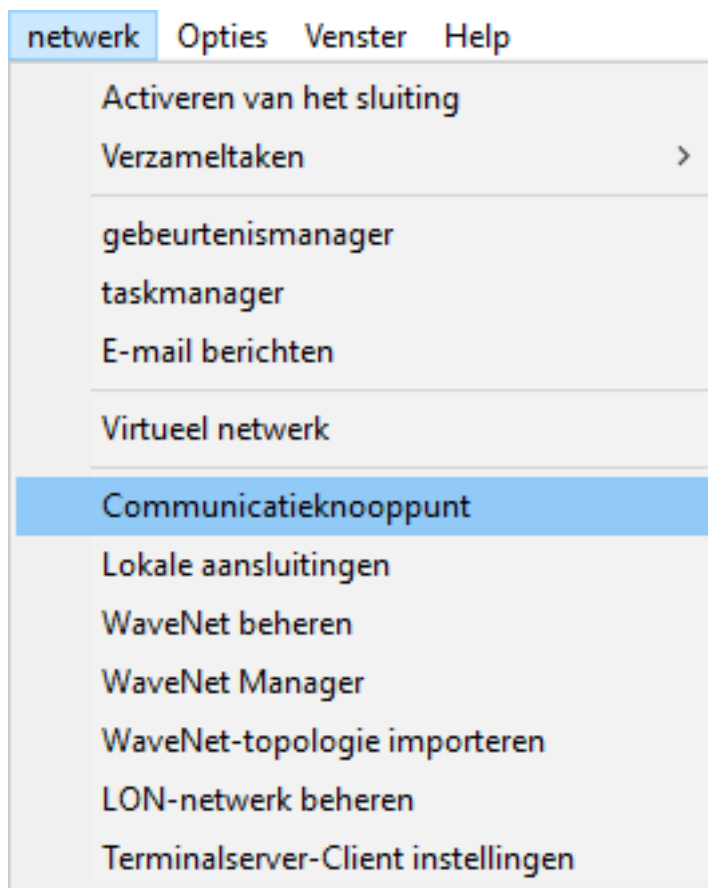 netwerk Opties Venster Help
Activeren van het sluiting
Verzameltaken
gebeurtenismanager
taskmanager
E-mail berichten
Virtueel netwerk
Communicatieknooppunt
Lokale aansluitingen
WaveNet beheren
WaveNet Manager
WaveNet-topologie importeren
LON-netwerk beheren
Terminalserver-Client instellingen